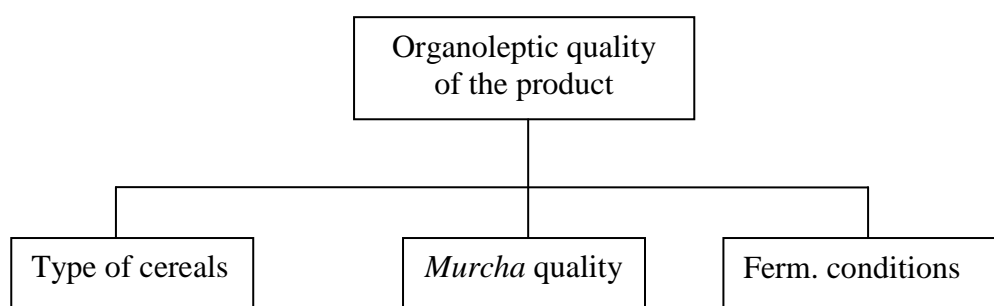 Organoleptic quality
of the product
Type of cereals
Murcha quality
Ferm. conditions